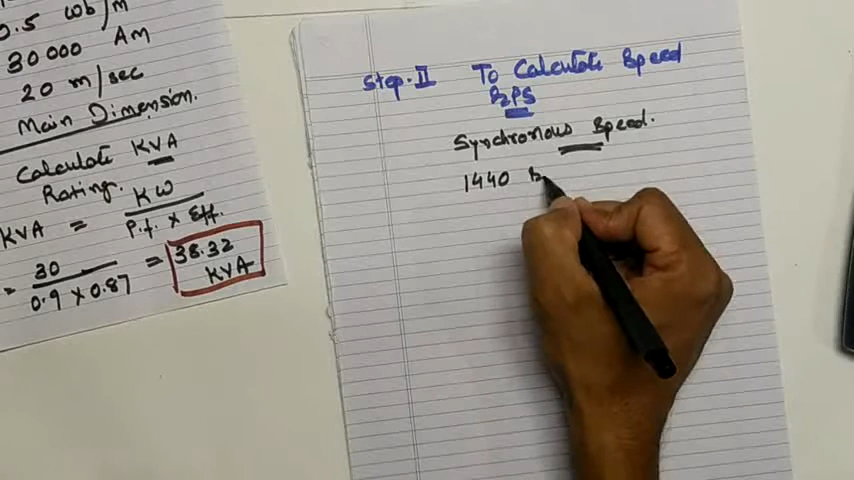 0.5 wb/m
30000 Am
20 m/sec
Main Dimension.
Calculate KVA
Rating.
KVA = KW
P.f. x Eff.
= 30
0.9 x 0.87
= 38.32
KVA
Step-II To Calculate Speed
RPS
Synchronous Speed.
1440